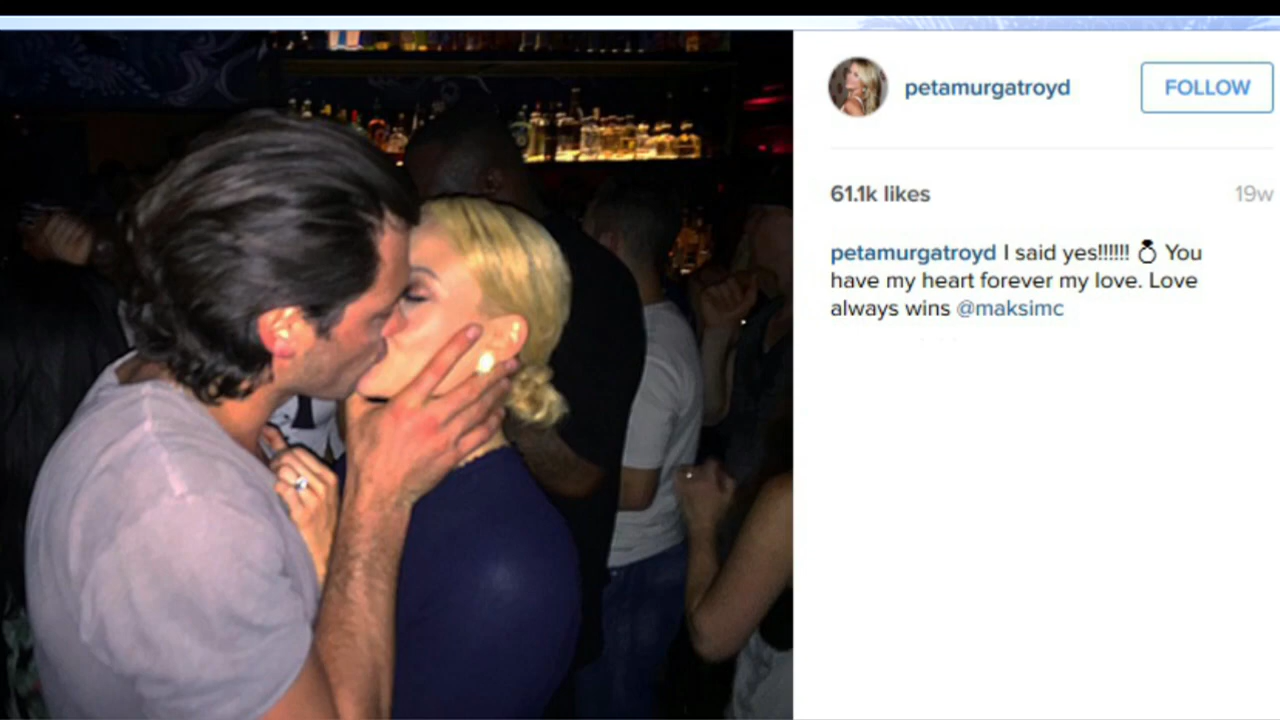 petamurgatroyd
FOLLOW
61.1k likes
19w
petamurgatroyd I said yes!!!!!! 💍 You
have my heart forever my love. Love
always wins @maksimc